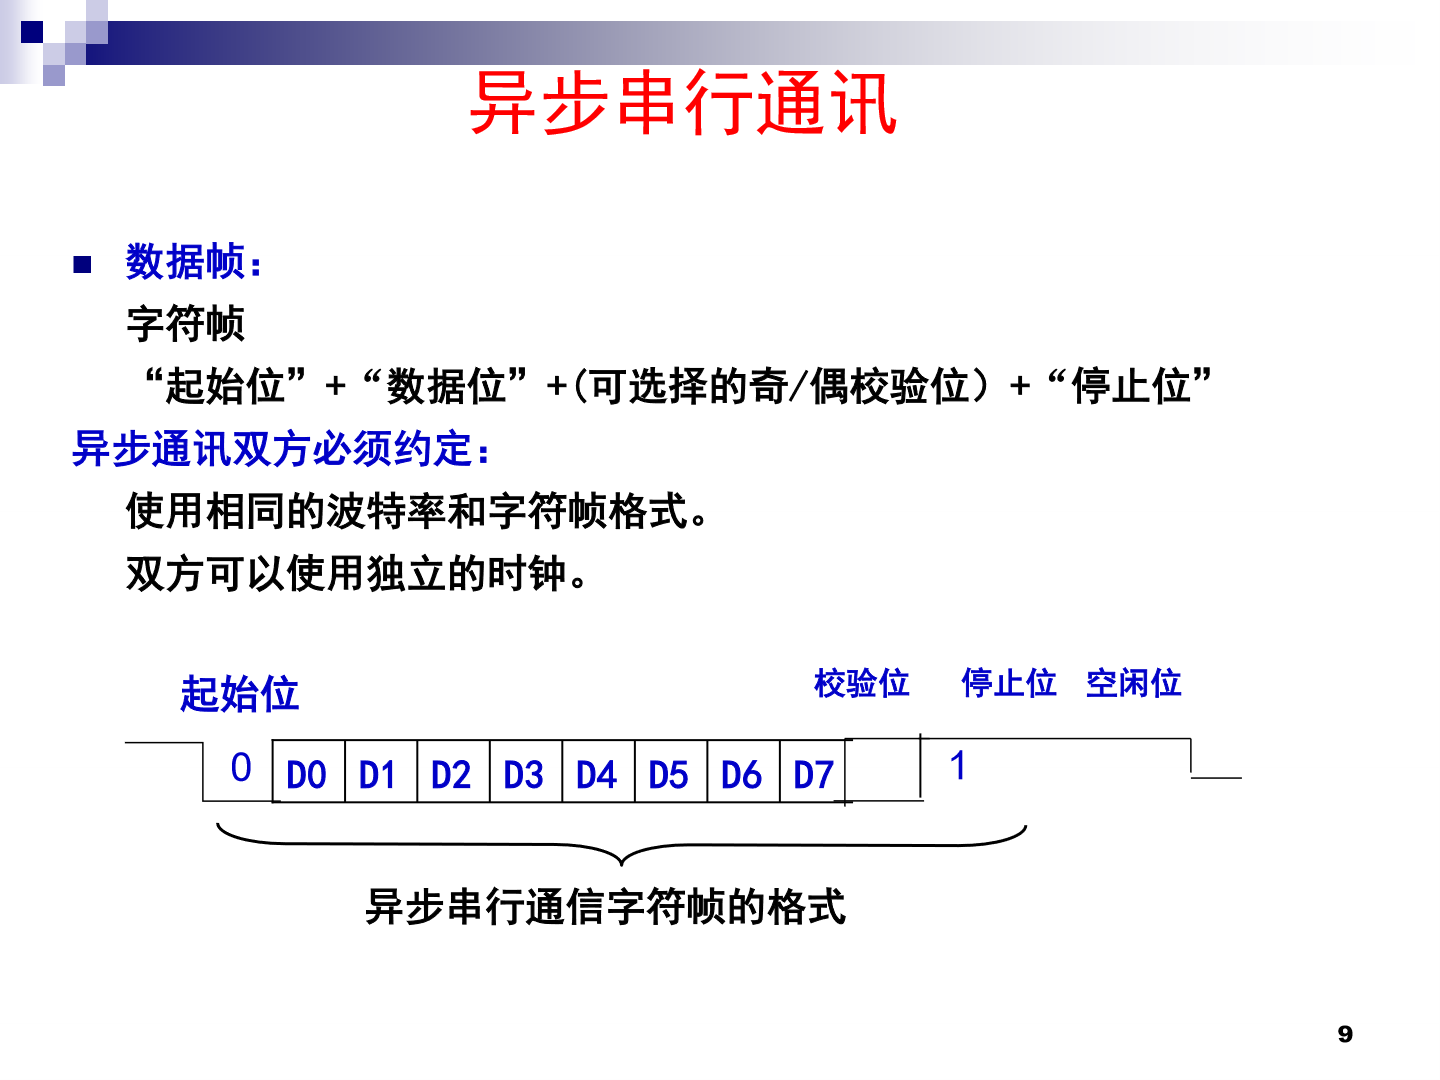 异步串行通讯
数据帧：
字符帧
“起始位”+“数据位”+(可选择的奇/偶校验位）+“停止位”
异步通讯双方必须约定：
使用相同的波特率和字符帧格式。
双方可以使用独立的时钟。
起始位 校验位 停止位 空闲位
0 D0 D1 D2 D3 D4 D5 D6 D7 1
异步串行通信字符帧的格式
9